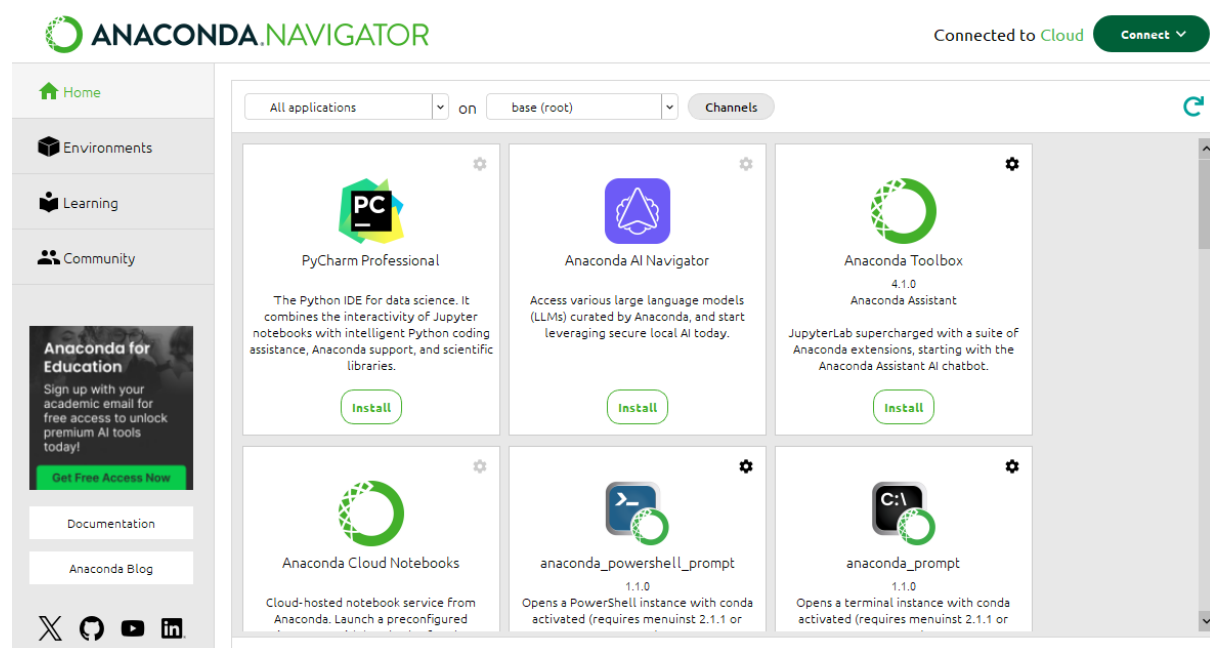 ANACONDA.NAVIGATOR
Connected to Cloud
Connect
Home
Environments
Learning
Community
Anaconda for
Education
Sign up with your
academic email for
free access to unlock
premium AI tools
today!
Get Free Access Now
Documentation
Anaconda Blog
in
All applications
on
base (root)
Channels
PC
PyCharm Professional
The Python IDE for data science. It
combines the interactivity of Jupyter
notebooks with intelligent Python coding
assistance, Anaconda support, and scientific
libraries.
Install
Anaconda AI Navigator
Access various large language models
(LLMs) curated by Anaconda, and start
leveraging secure local AI today.
Install
Anaconda Toolbox
4.1.0
Anaconda Assistant
JupyterLab supercharged with a suite of
Anaconda extensions, starting with the
Anaconda Assistant AI chatbot.
Install
Anaconda Cloud Notebooks
Cloud-hosted notebook service from
Anaconda. Launch a preconfigured
anaconda_powershell_prompt
1.1.0
Opens a PowerShell instance with conda
activated (requires menuinst 2.1.1 or
C:\
anaconda_prompt
1.1.0
Opens a terminal instance with conda
activated (requires menuinst 2.1.1 or